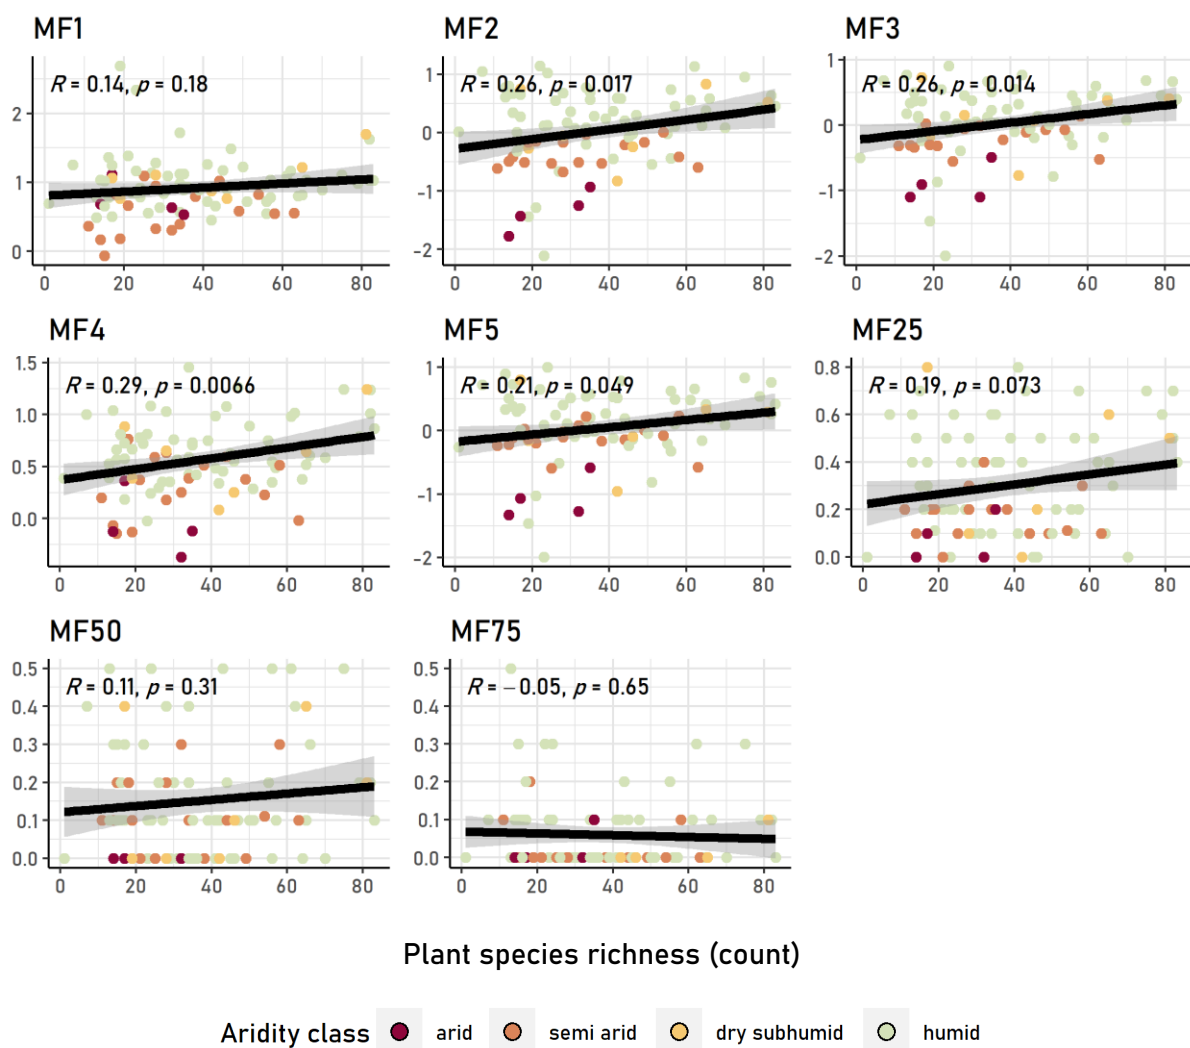 MF1 MF2 MF3
R = 0.14, p = 0.18 R = 0.26, p = 0.017 R = 0.26, p = 0.014
2 1 0
1 0 -1 -2
1 0 -1 -2
20 40 60 80 0 20 40 60 80 0 20 40 60 80
MF4 MF5 MF25
R = 0.29, p = 0.0066 R = 0.21, p = 0.049 R = 0.19, p = 0.073
1.5 1.0 0.5 0.0
1 0 -1 -2
0.8 0.6 0.4 0.2 0.0
0 20 40 60 80 0 20 40 60 80 0 20 40 60 80
MF50 MF75
R = 0.11, p = 0.31 R = −0.05, p = 0.65
0.5 0.4 0.3 0.2 0.1 0.0
0.5 0.4 0.3 0.2 0.1 0.0
0 20 40 60 80 0 20 40 60 80
Plant species richness (count)
Aridity class arid semi arid dry subhumid humid